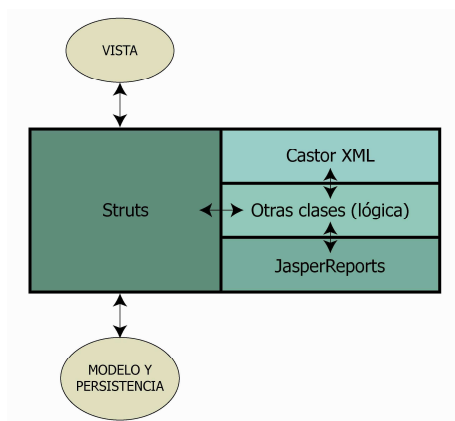 VISTA
Castor XML
Struts
Otras clases (lógica)
JasperReports
MODELO Y
PERSISTENCIA